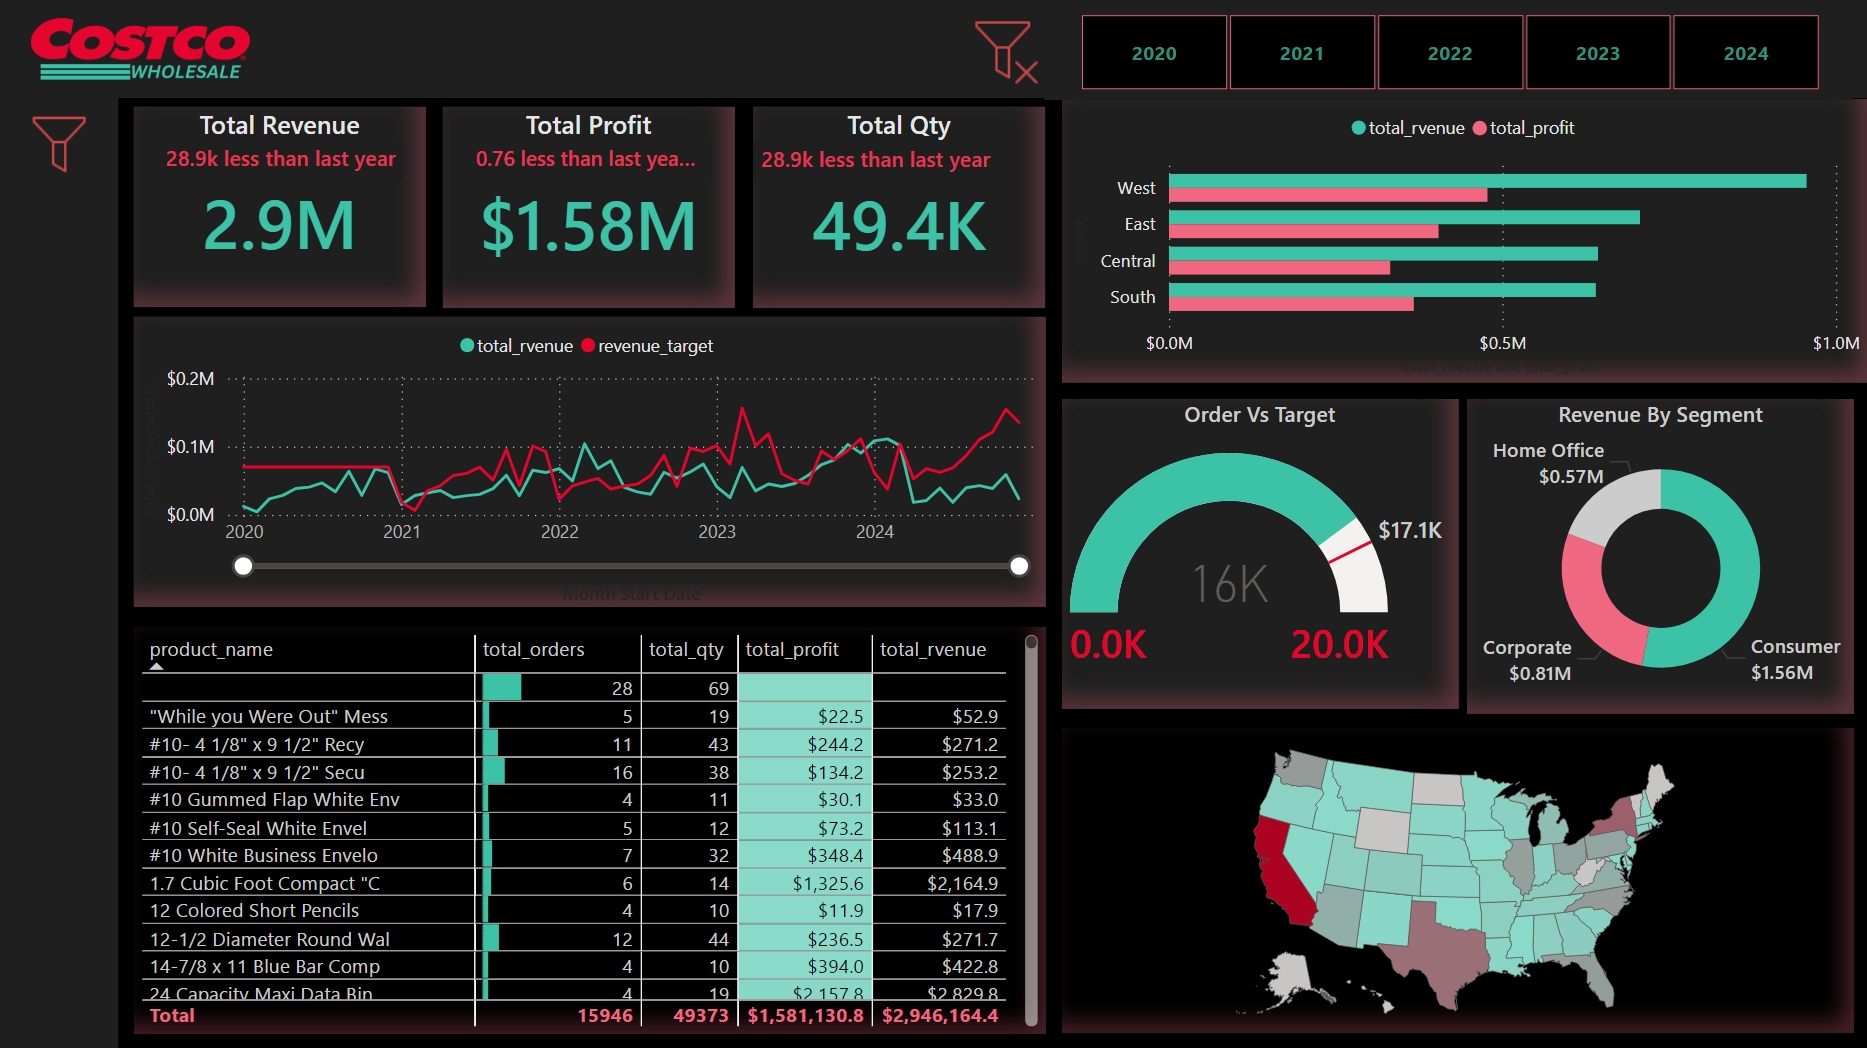 COSTCO
WHOLESALE
2020
2021
2022
2023
2024
Total Revenue
28.9k less than last year
2.9M
Total Profit
0.76 less than last yea...
$1.58M
Total Qty
28.9k less than last year
49.4K
total_rvenue total_profit
West
East
Central
South
$0.0M $0.5M $1.0M
total_rvenue and total_profit
total_rvenue revenue_target
$0.2M
$0.1M
$0.0M
2020 2021 2022 2023 2024
Month Start Date
Order Vs Target
$17.1K
16K
0.0K 20.0K
Revenue By Segment
Home Office
$0.57M
Corporate
$0.81M
Consumer
$1.56M
product_name total_orders total_qty total_profit total_rvenue
28 69
"While you Were Out" Mess 5 19 $22.5 $52.9
#10- 4 1/8" x 9 1/2" Recy 11 43 $244.2 $271.2
#10- 4 1/8" x 9 1/2" Secu 16 38 $134.2 $253.2
#10 Gummed Flap White Env 4 11 $30.1 $33.0
#10 Self-Seal White Envel 5 12 $73.2 $113.1
#10 White Business Envelo 7 32 $348.4 $488.9
1.7 Cubic Foot Compact "C 6 14 $1,325.6 $2,164.9
12 Colored Short Pencils 4 10 $11.9 $17.9
12-1/2 Diameter Round Wal 12 44 $236.5 $271.7
14-7/8 x 11 Blue Bar Comp 4 10 $394.0 $422.8
24 Capacity Maxi Data Bin 4 19 $2,157.8 $2,829.8
Total 15946 49373 $1,581,130.8 $2,946,164.4